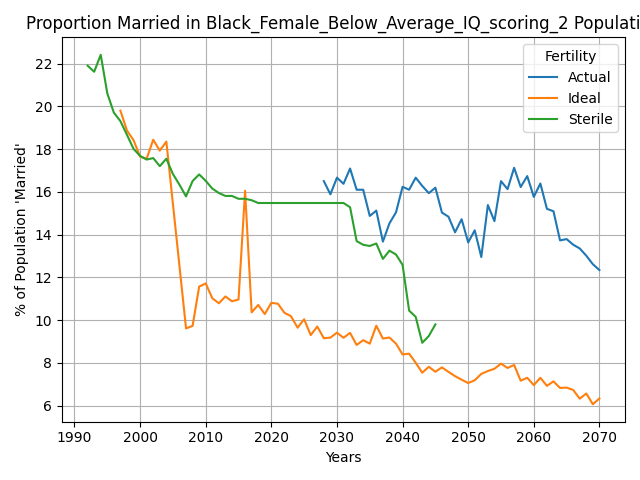 Proportion Married in Black_Female_Below_Average_IQ_scoring_2 Populati
Fertility
Actual
Ideal
Sterile
% of Population 'Married'
22
20
18
16
14
12
10
8
6
1990 2000 2010 2020 2030 2040 2050 2060 2070
Years